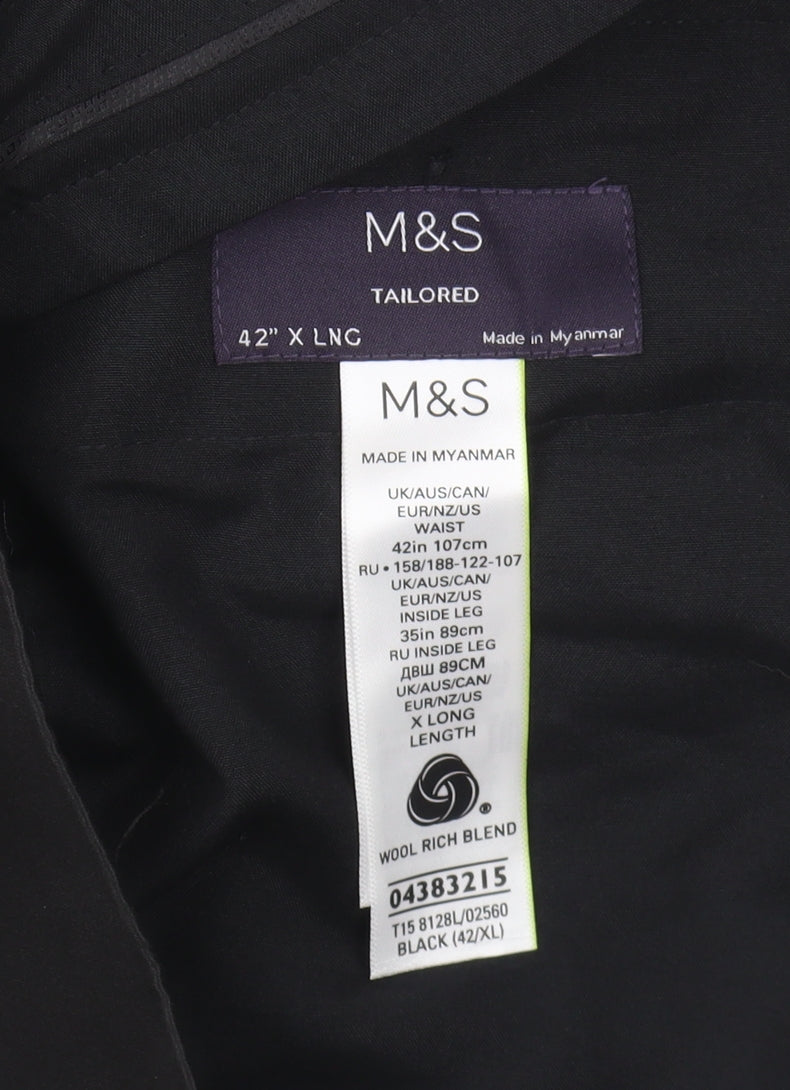 M&S
TAILORED
42" X LNG Made in Myanmar
M&S
MADE IN MYANMAR
UK/AUS/CAN/
EUR/NZ/US
WAIST
42in 107cm
RU • 158/188-122-107
UK/AUS/CAN/
EUR/NZ/US
INSIDE LEG
35in 89cm
RU INSIDE LEG
ДВШ 89СМ
UK/AUS/CAN/
EUR/NZ/US
X LONG
LENGTH
®
WOOL RICH BLEND
04383215
T15 8128L/02560
BLACK (42/XL)